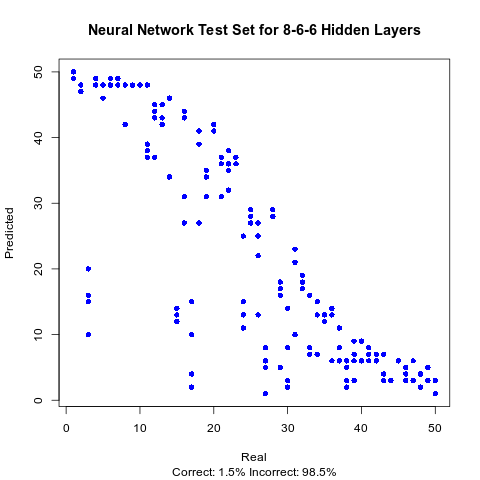 Neural Network Test Set for 8-6-6 Hidden Layers
Predicted
50
40
30
20
10
0
0 10 20 30 40 50
Real
Correct: 1.5% Incorrect: 98.5%